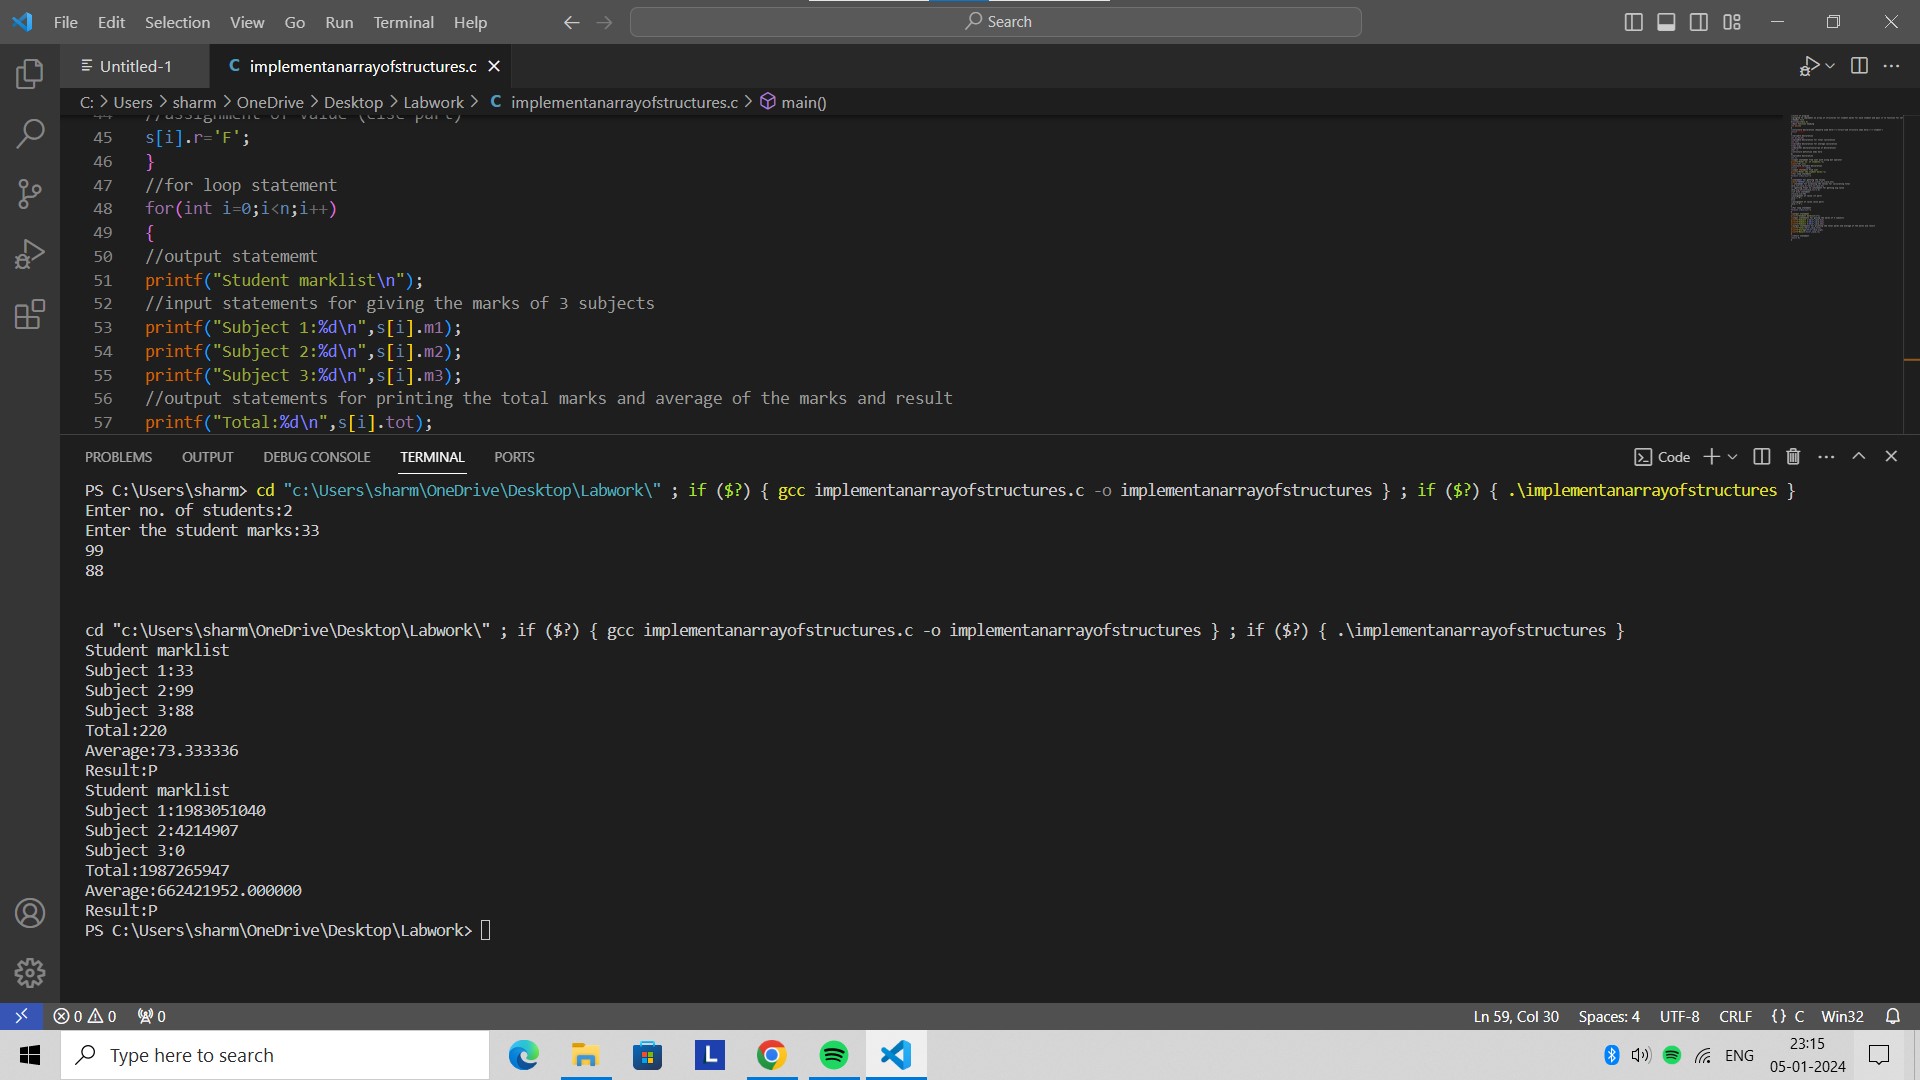 File Edit Selection View Go Run Terminal Help
Search
Untitled-1
C implementanarrayofstructures.c
C: > Users > sharm > OneDrive > Desktop > Labwork > C implementanarrayofstructures.c > main()
44 //assignment of value (else part)
45 s[i].r='F';
46 }
47 //for loop statement
48 for(int i=0;i<n;i++)
49 {
50 //output statememt
51 printf("Student marklist\n");
52 //input statements for giving the marks of 3 subjects
53 printf("Subject 1:%d\n",s[i].m1);
54 printf("Subject 2:%d\n",s[i].m2);
55 printf("Subject 3:%d\n",s[i].m3);
56 //output statements for printing the total marks and average of the marks and result
57 printf("Total:%d\n",s[i].tot);
PROBLEMS OUTPUT DEBUG CONSOLE TERMINAL PORTS
Code
PS C:\Users\sharm> cd "c:\Users\sharm\OneDrive\Desktop\Labwork\" ; if ($?) { gcc implementanarrayofstructures.c -o implementanarrayofstructures } ; if ($?) { .\implementanarrayofstructures }
Enter no. of students:2
Enter the student marks:33
99
88
cd "c:\Users\sharm\OneDrive\Desktop\Labwork\" ; if ($?) { gcc implementanarrayofstructures.c -o implementanarrayofstructures } ; if ($?) { .\implementanarrayofstructures }
Student marklist
Subject 1:33
Subject 2:99
Subject 3:88
Total:220
Average:73.333336
Result:P
Student marklist
Subject 1:1983051040
Subject 2:4214907
Subject 3:0
Total:1987265947
Average:662421952.000000
Result:P
PS C:\Users\sharm\OneDrive\Desktop\Labwork>
0 0 0
Ln 59, Col 30 Spaces: 4 UTF-8 CRLF {} C Win32
Type here to search
L
ENG
23:15
05-01-2024